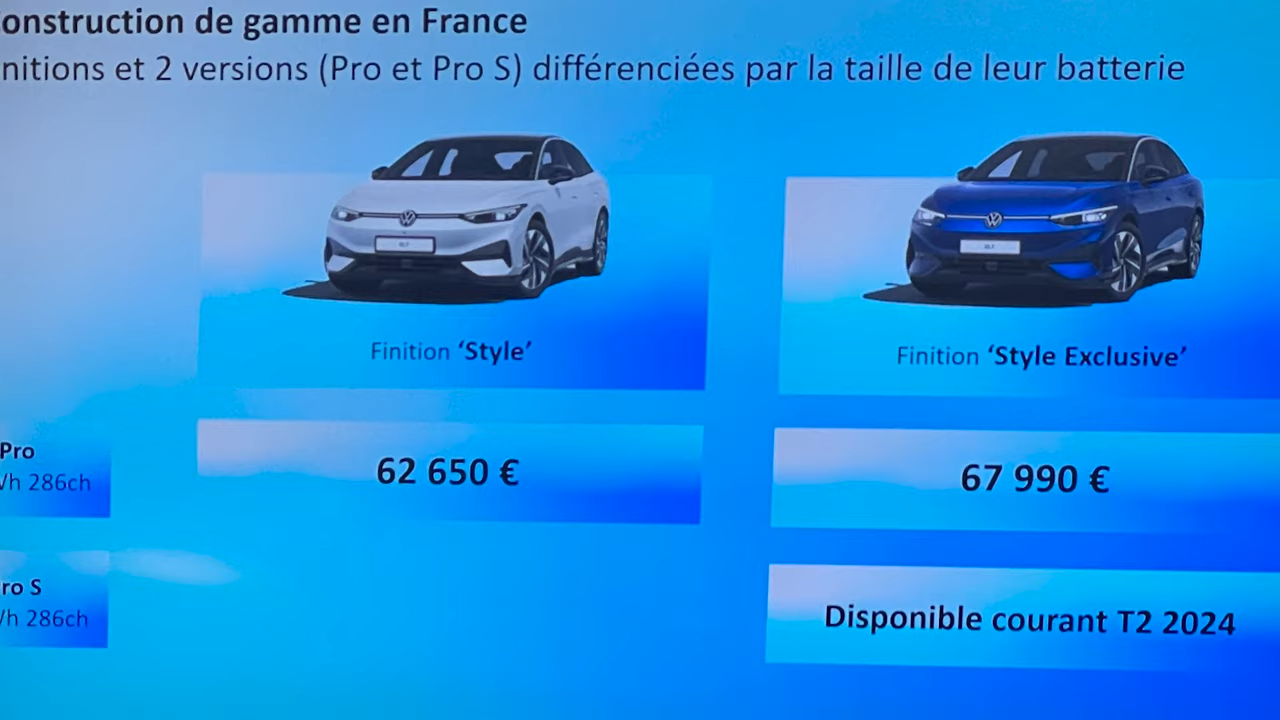 onstruction de gamme en France
nitions et 2 versions (Pro et Pro S) différenciées par la taille de leur batterie
Finition ‘Style’
Finition ‘Style Exclusive’
Pro
Vh 286ch
62 650 €
67 990 €
ro S
Vh 286ch
Disponible courant T2 2024